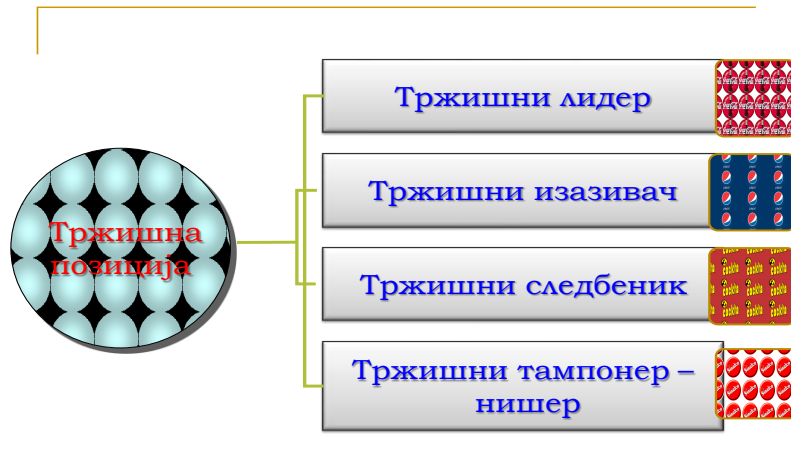 Тржишна
позиција
Тржишни лидер
Тржишни изазивач
Тржишни следбеник
Тржишни тампонер –
нишер